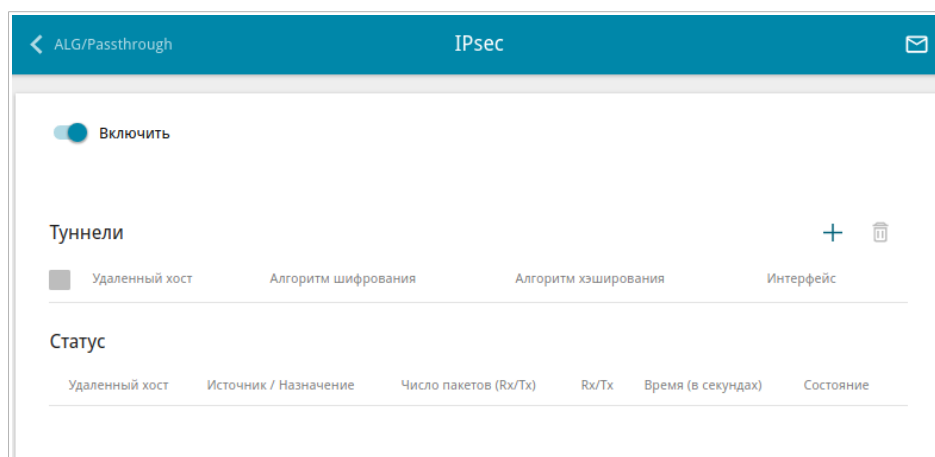 ALG/Passthrough IPsec
Включить
Туннели
Удаленный хост Алгоритм шифрования Алгоритм хэширования Интерфейс
Статус
Удаленный хост Источник / Назначение Число пакетов (Rx/Tx) Rx/Tx Время (в секундах) Состояние